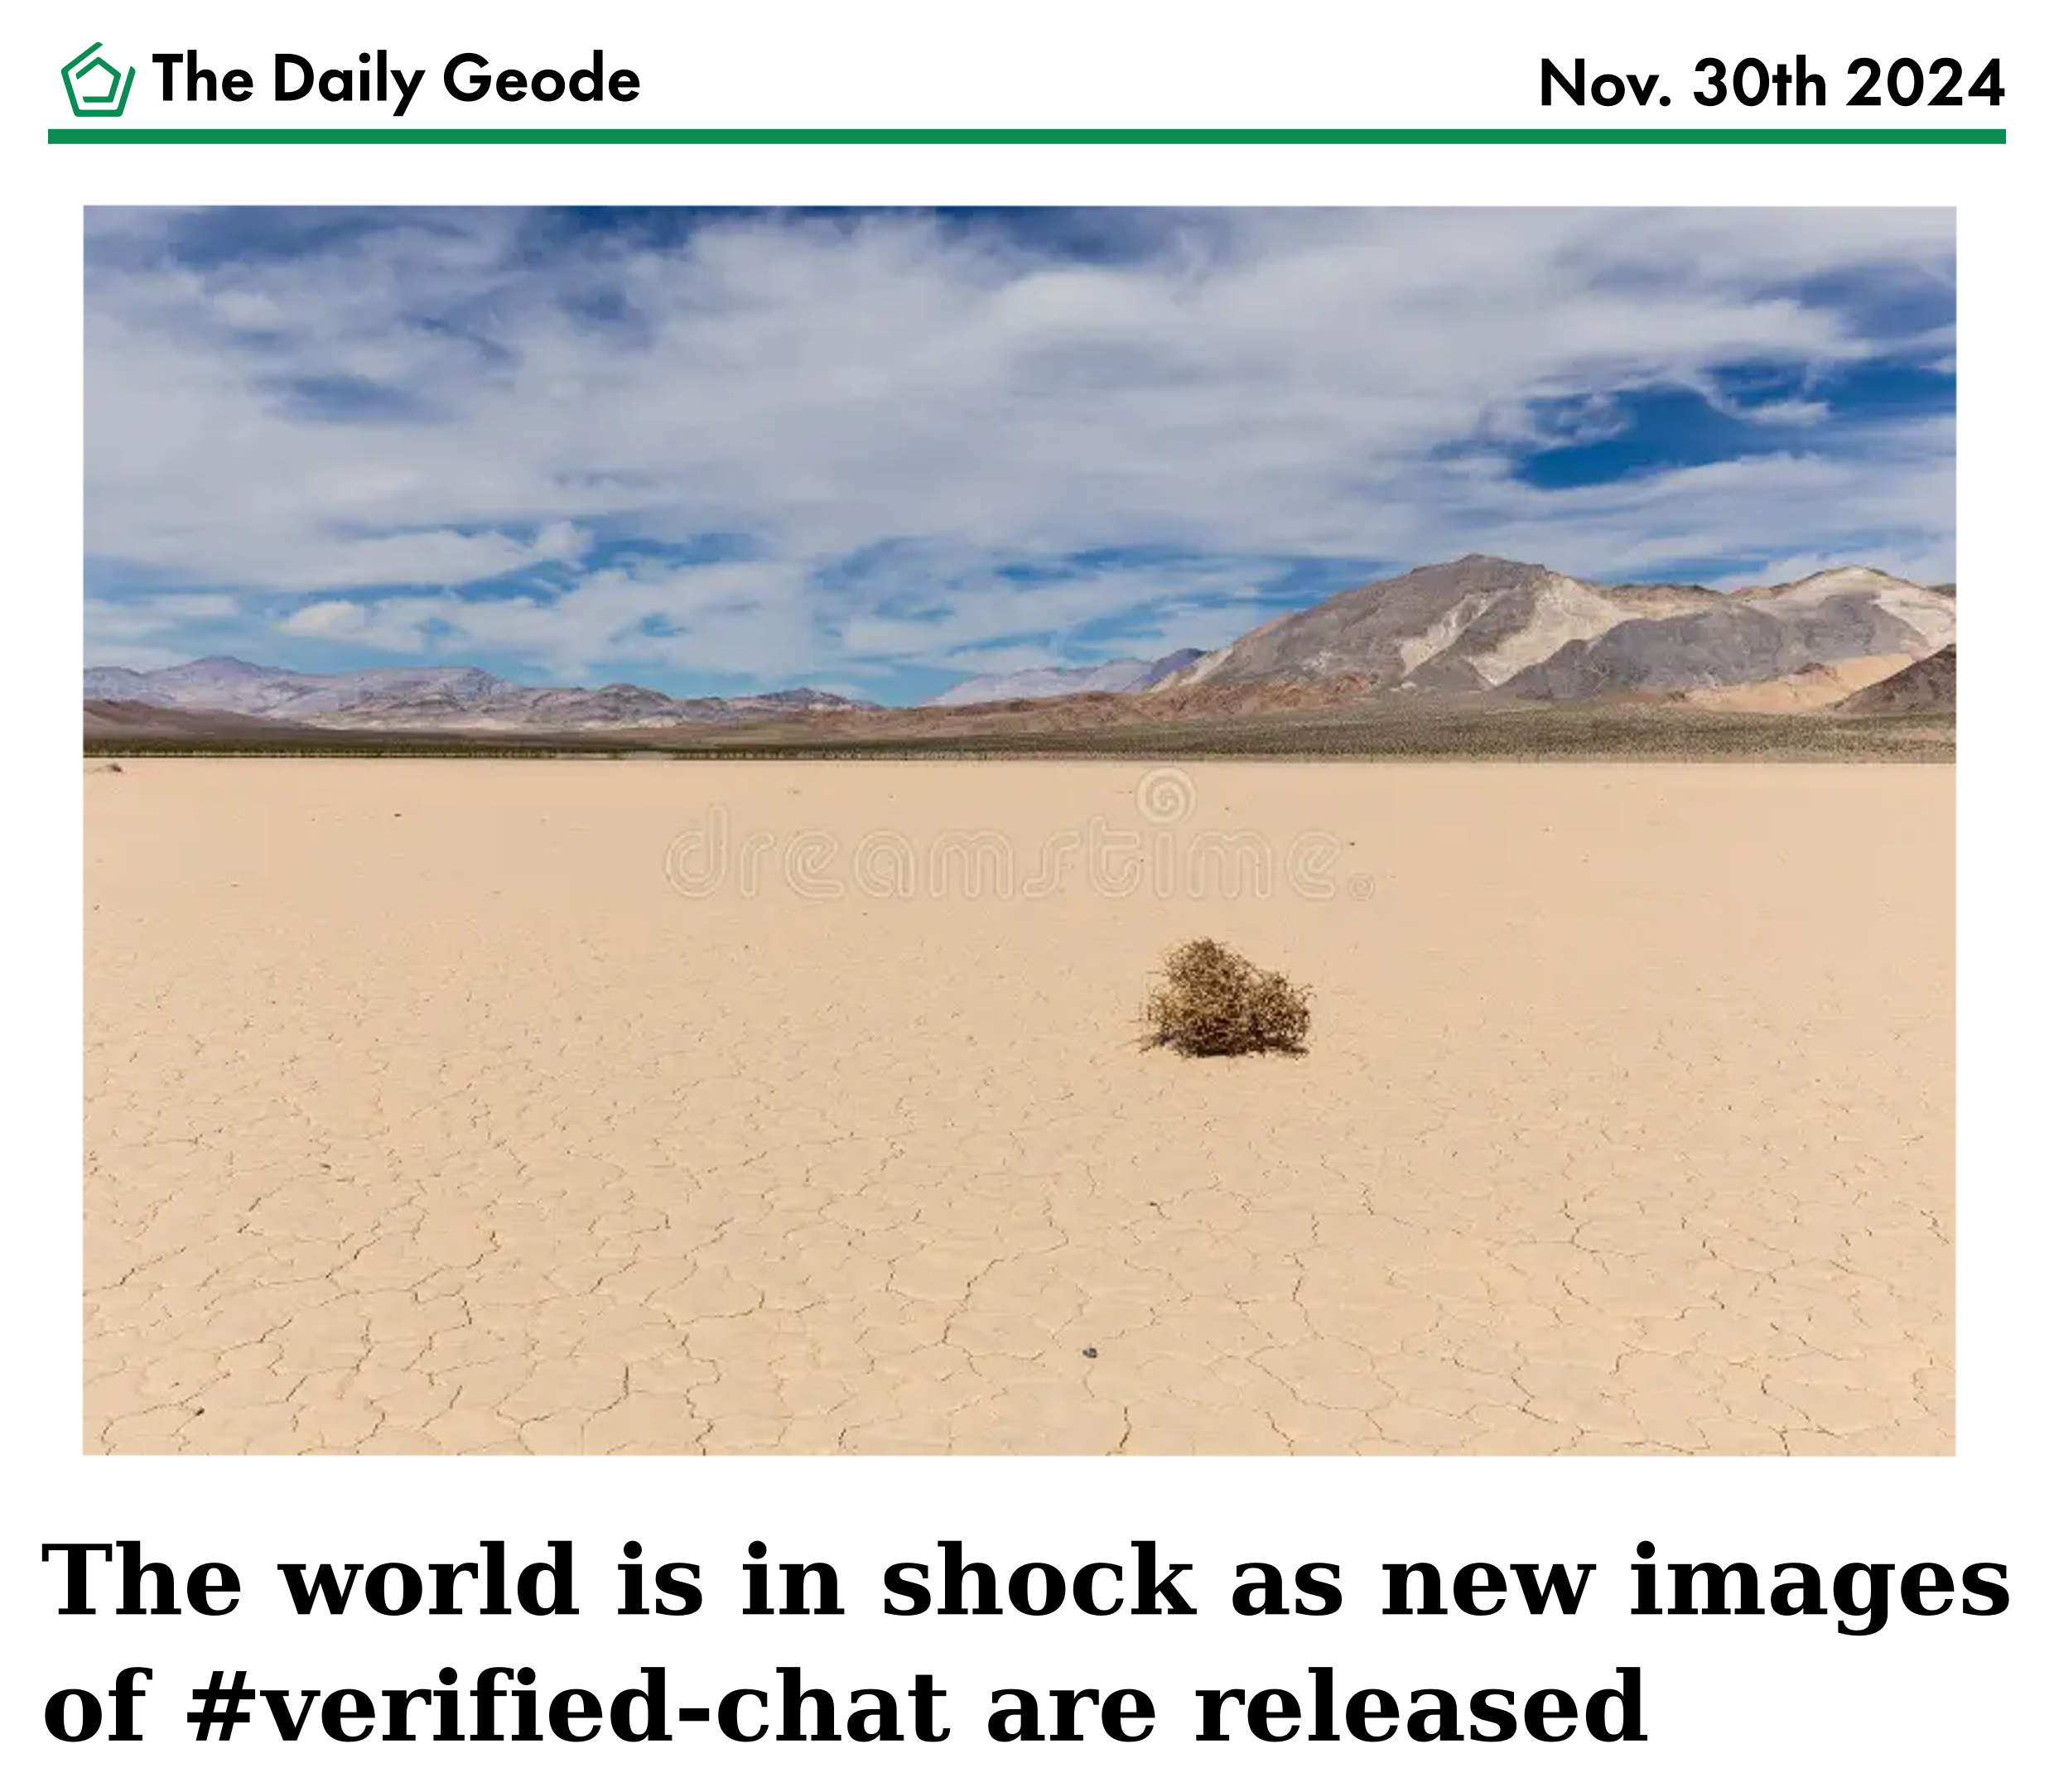 The Daily Geode
Nov. 30th 2024
dreamstime.
The world is in shock as new images
of #verified-chat are released